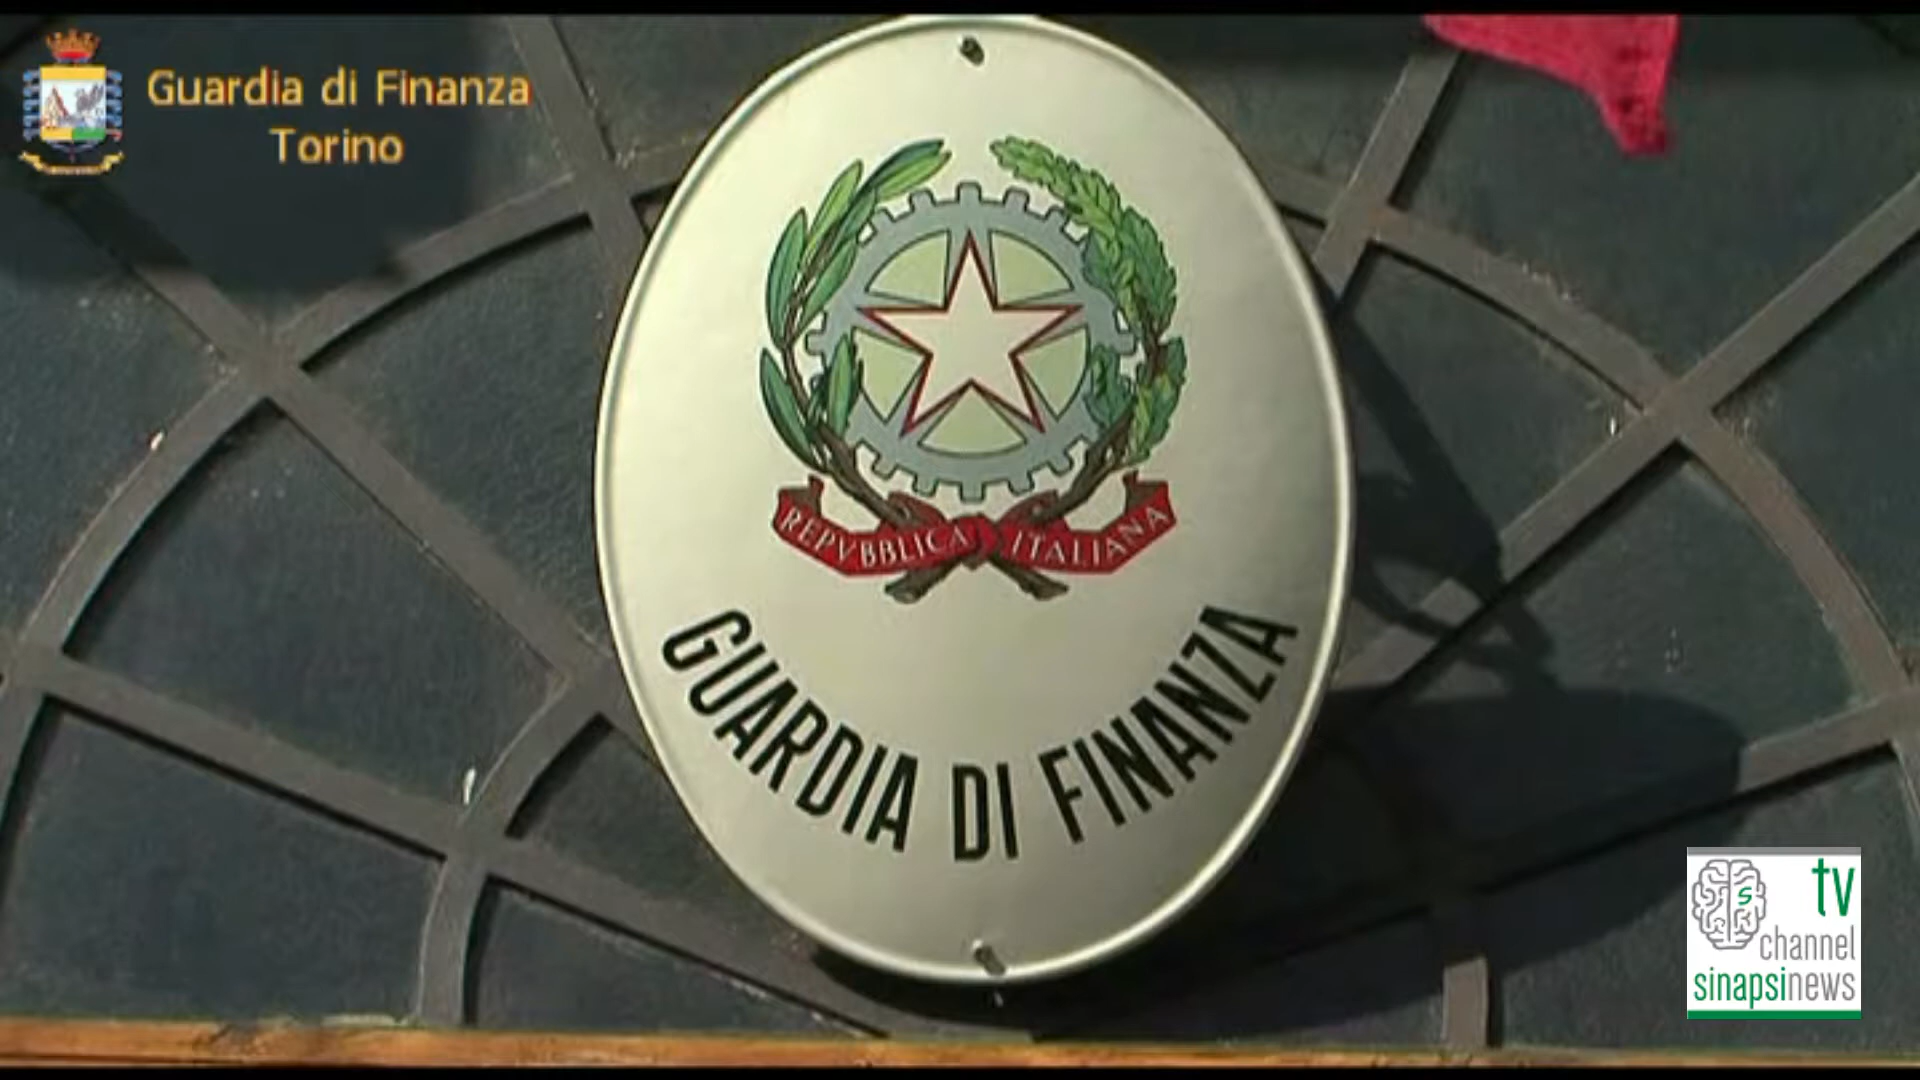 Guardia di Finanza
Torino
REPVBBLICA ITALIANA
GUARDIA DI FINANZA
tv
channel
sinapsinews